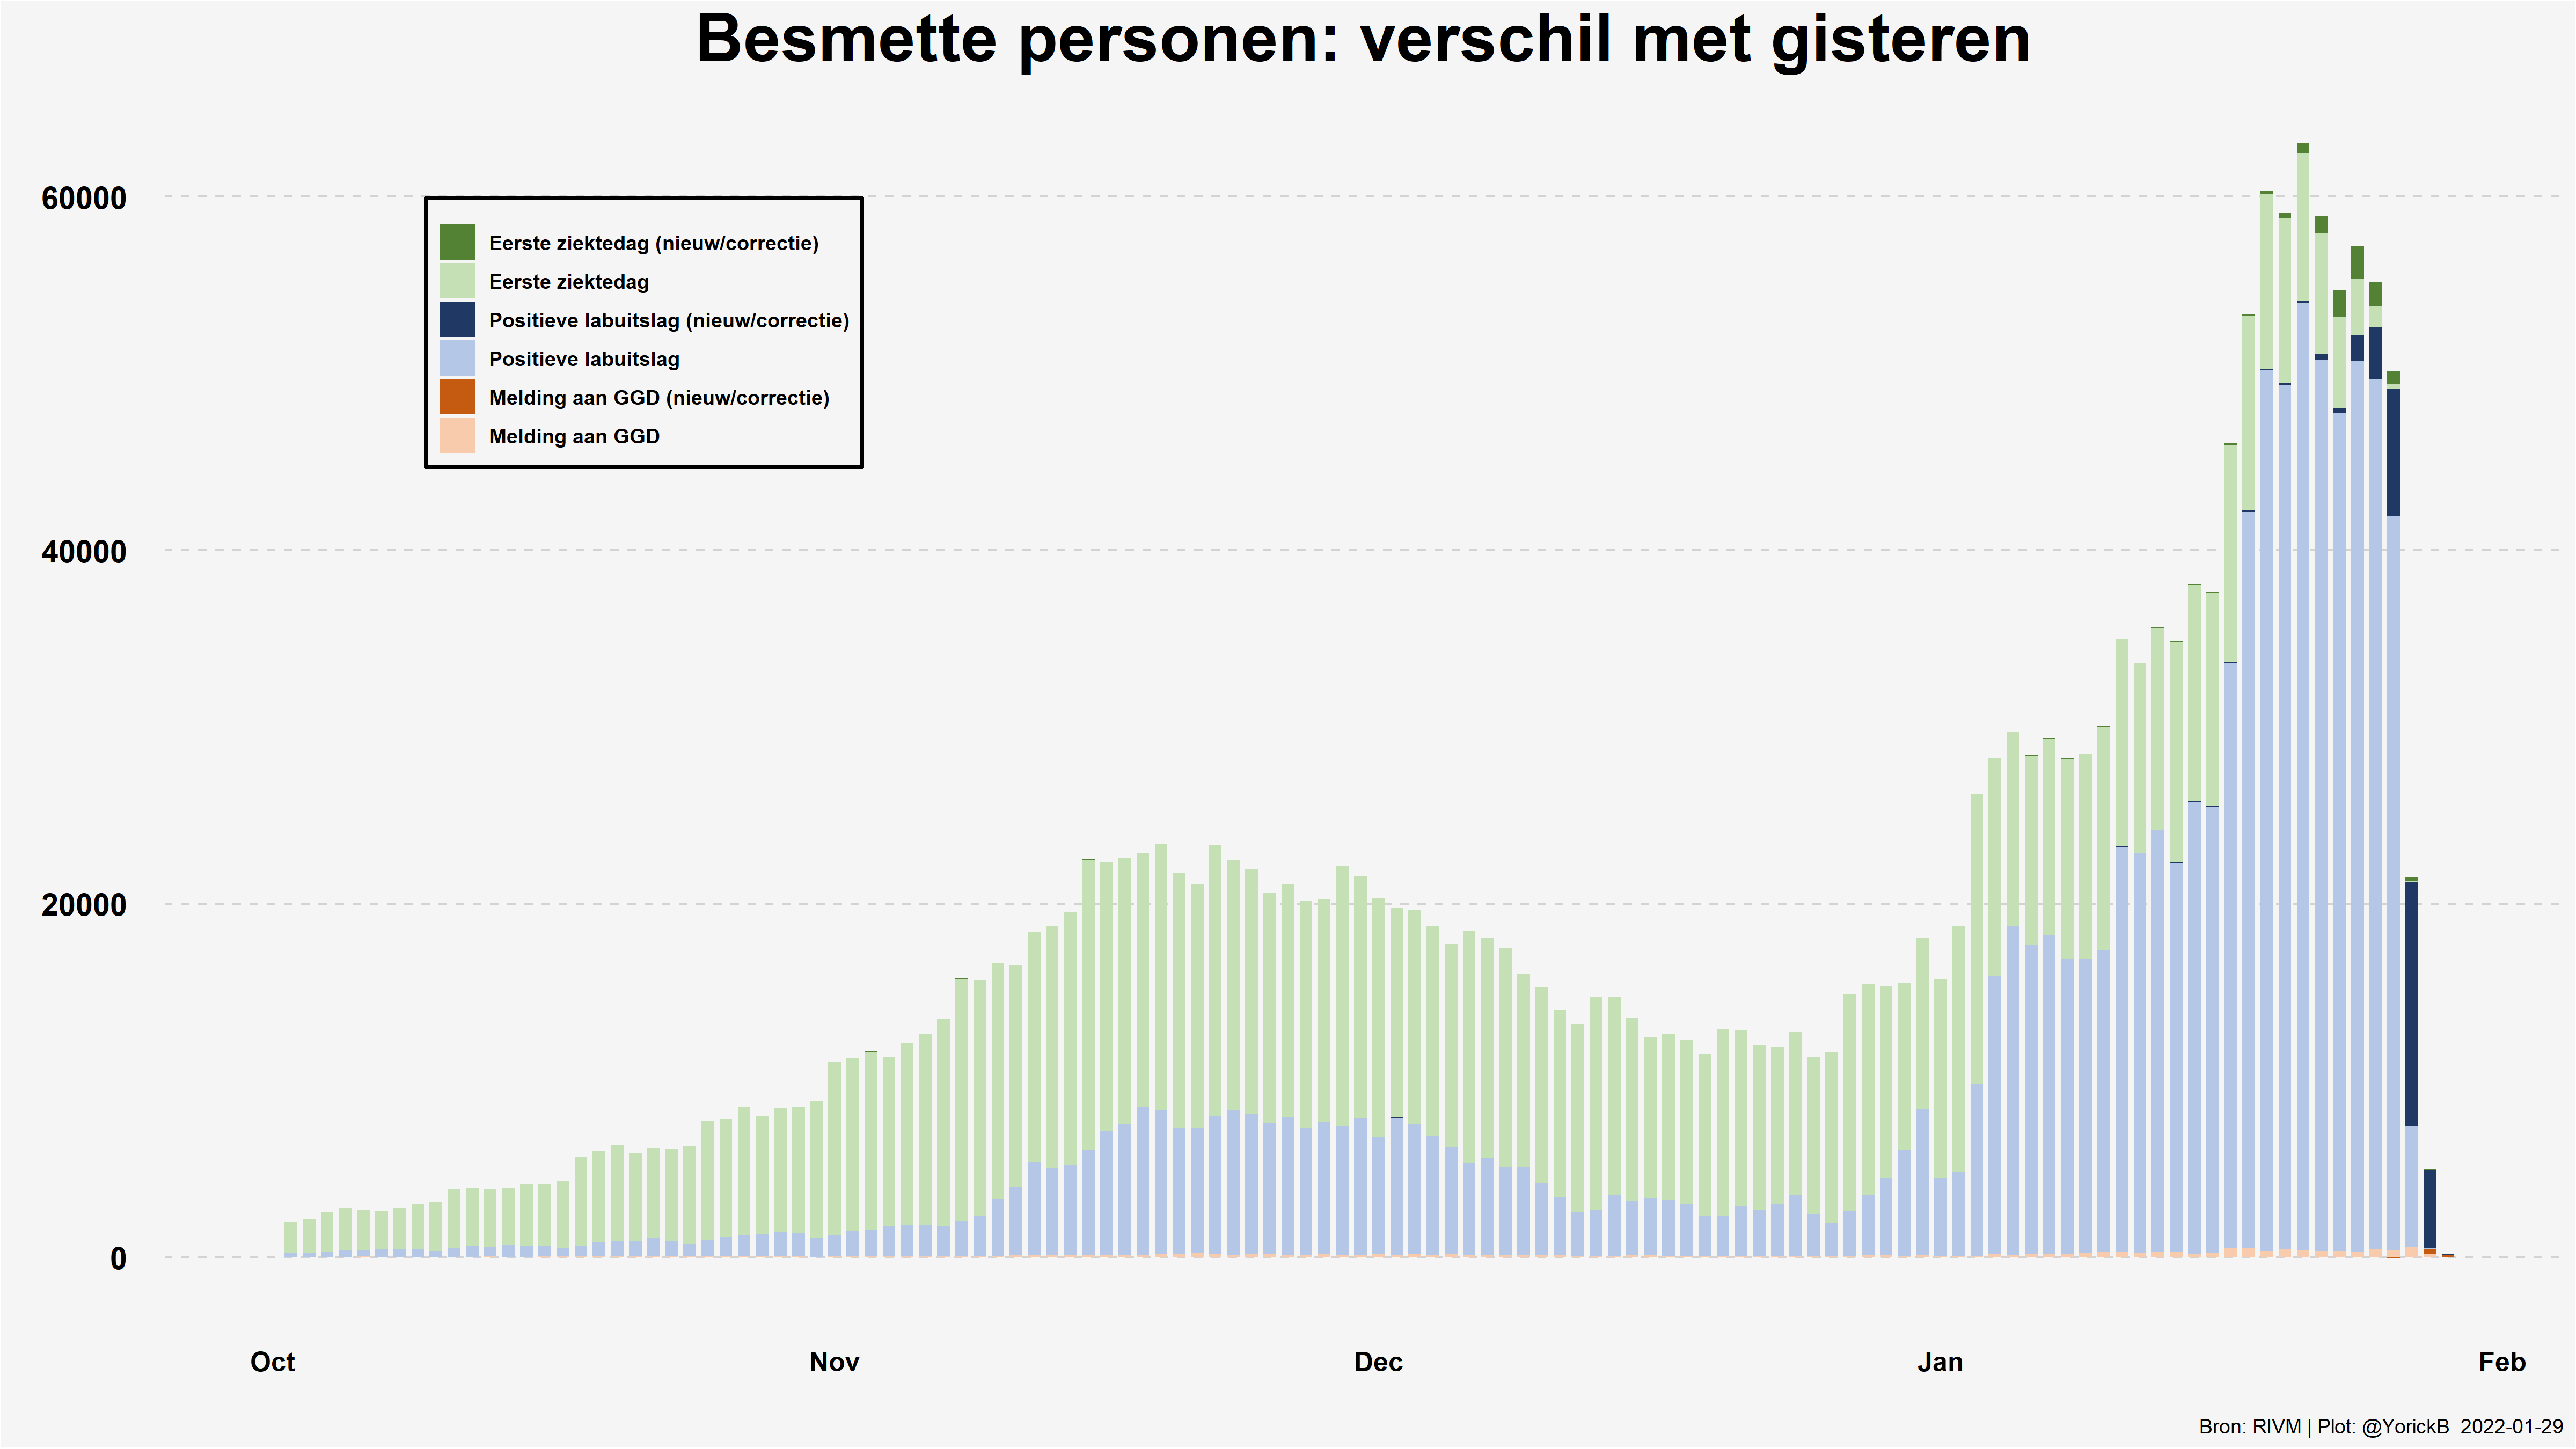 Besmette personen: verschil met gisteren
60000
40000
20000
0
Eerste ziektedag (nieuw/correctie)
Eerste ziektedag
Positieve labuitslag (nieuw/correctie)
Positieve labuitslag
Melding aan GGD (nieuw/correctie)
Melding aan GGD
Oct Nov Dec Jan Feb
Bron: RIVM | Plot: @YorickB  2022-01-29